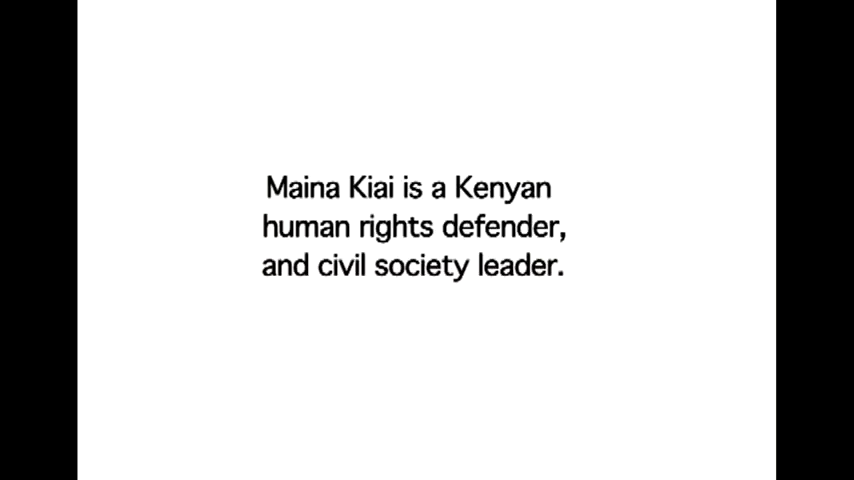 Maina Kiai is a Kenyan
human rights defender,
and civil society leader.